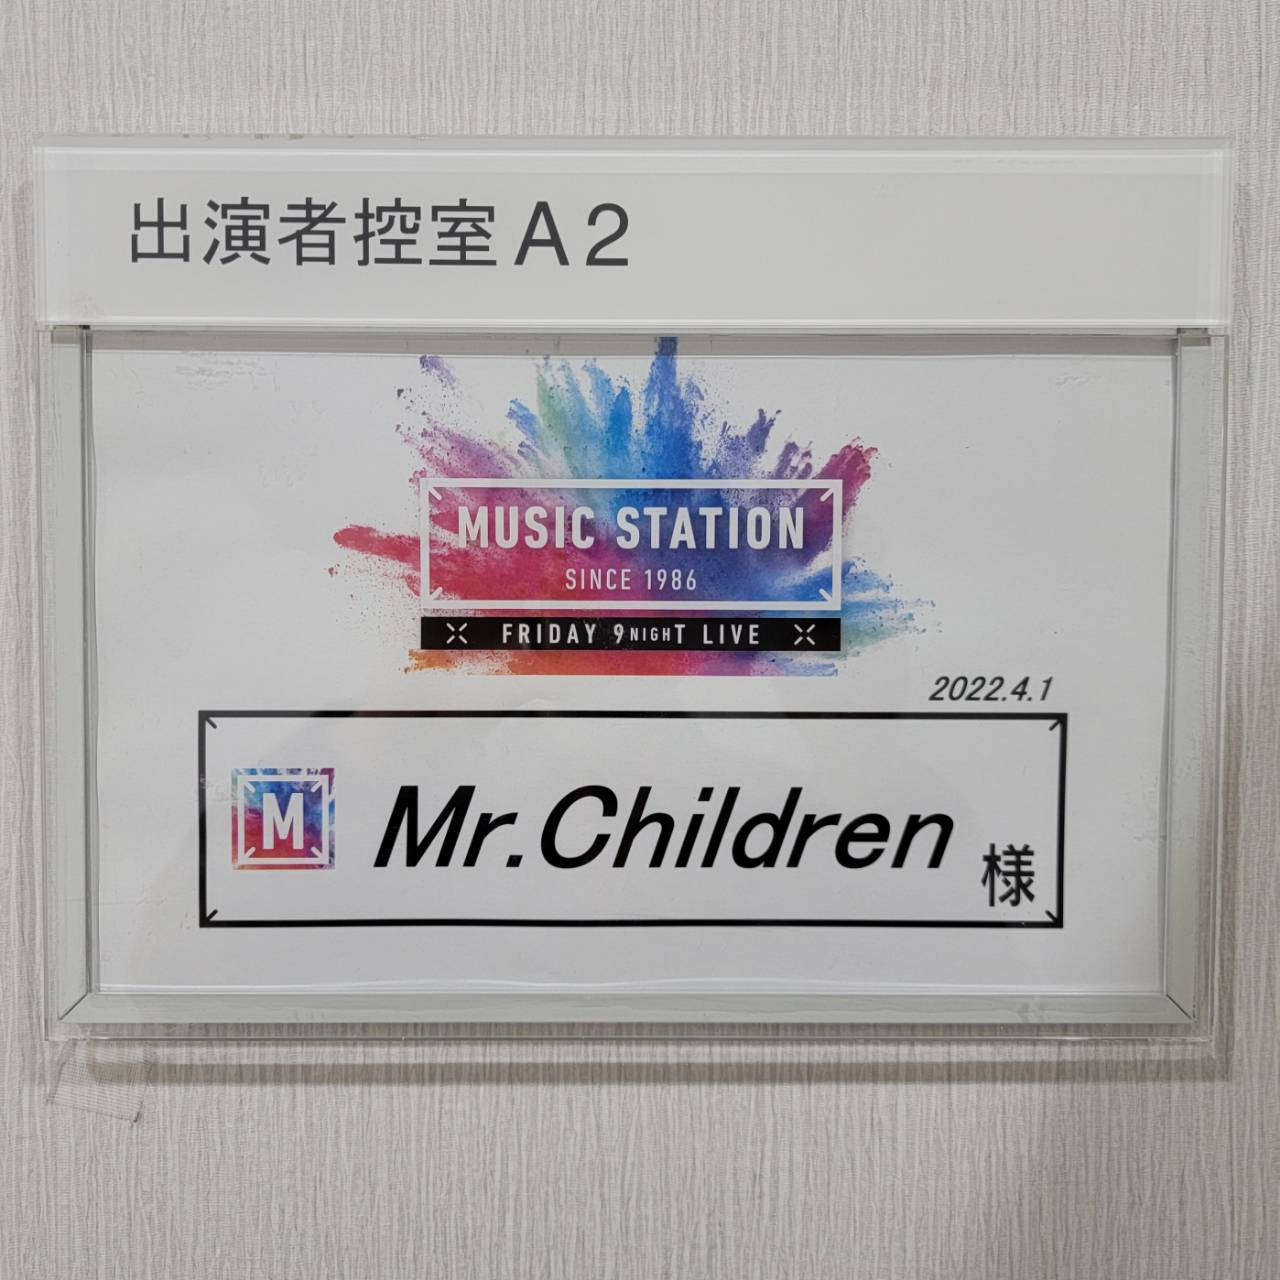 出演者控室A2
MUSIC STATION
SINCE 1986
FRIDAY 9NIGHT LIVE
2022.4.1
M Mr.Children 様